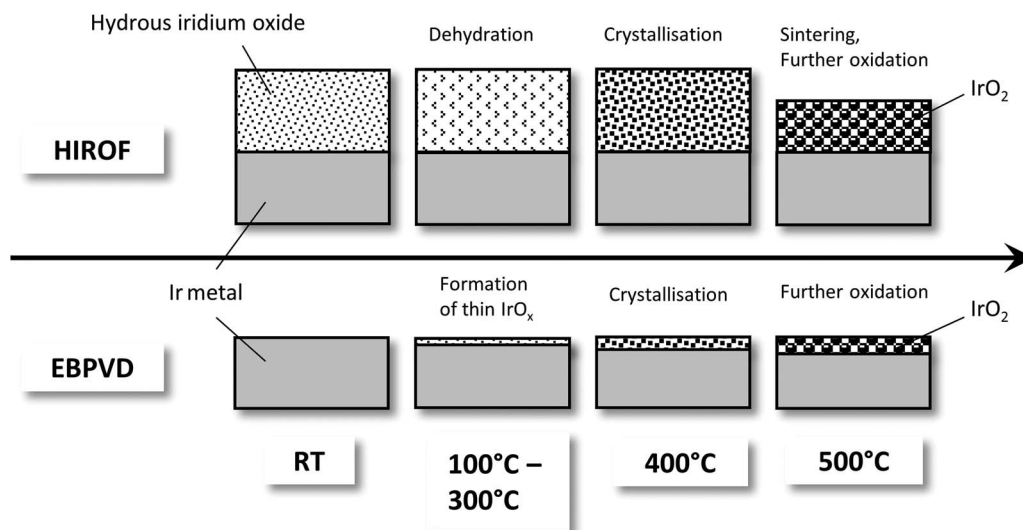 Hydrous iridium oxide
Dehydration
Crystallisation
Sintering,
Further oxidation
IrO₂
HIROF
Ir metal
Formation
of thin IrOₓ
Crystallisation
Further oxidation
IrO₂
EBPVD
RT
100°C –
300°C
400°C
500°C